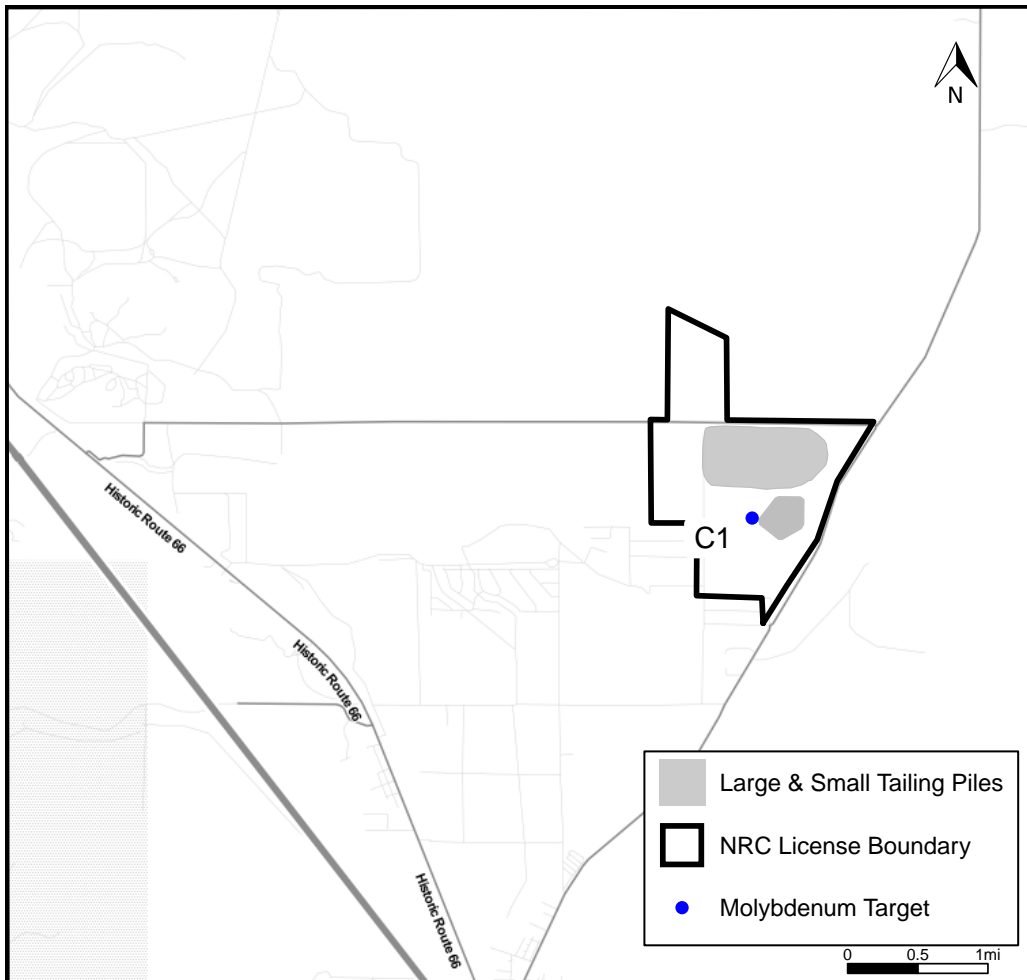 N
Historic Route 66
C1
Historic Route 66
Large & Small Tailing Piles
NRC License Boundary
Historic Route 66
Molybdenum Target
0 0.5 1mi